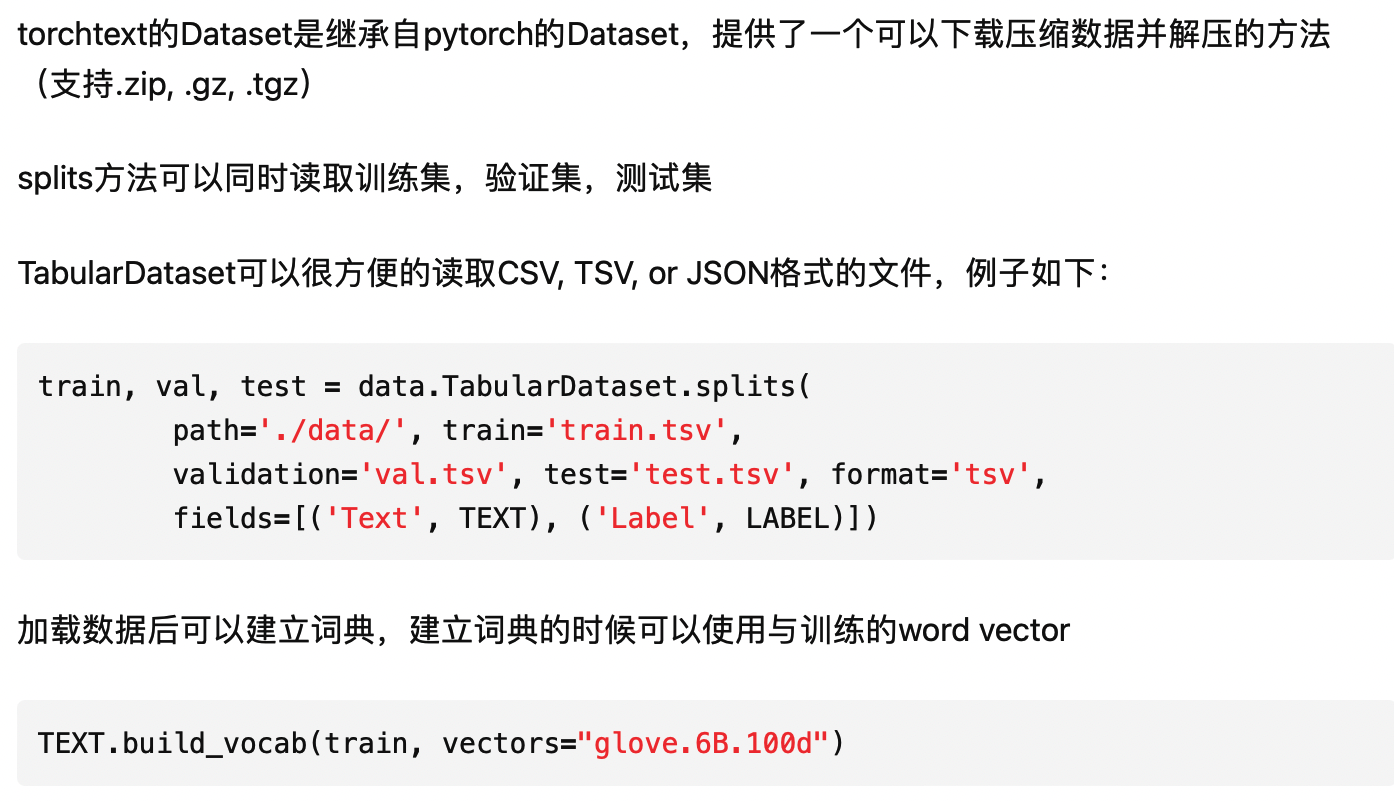 torchtext的Dataset是继承自pytorch的Dataset，提供了一个可以下载压缩数据并解压的方法
（支持.zip, .gz, .tgz）
splits方法可以同时读取训练集，验证集，测试集
TabularDataset可以很方便的读取CSV, TSV, or JSON格式的文件，例子如下：
train, val, test = data.TabularDataset.splits(
        path='./data/', train='train.tsv',
        validation='val.tsv', test='test.tsv', format='tsv',
        fields=[('Text', TEXT), ('Label', LABEL)])
加载数据后可以建立词典，建立词典的时候可以使用与训练的word vector
TEXT.build_vocab(train, vectors="glove.6B.100d")